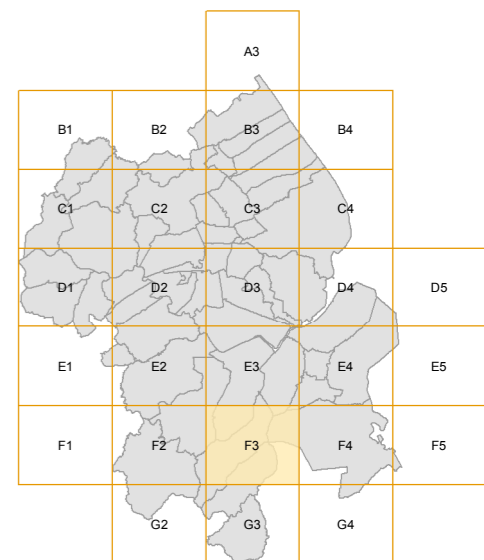 A3
B1 B2 B3 B4
C1 C2 C3 C4
D1 D2 D3 D4 D5
E1 E2 E3 E4 E5
F1 F2 F3 F4 F5
G2 G3 G4